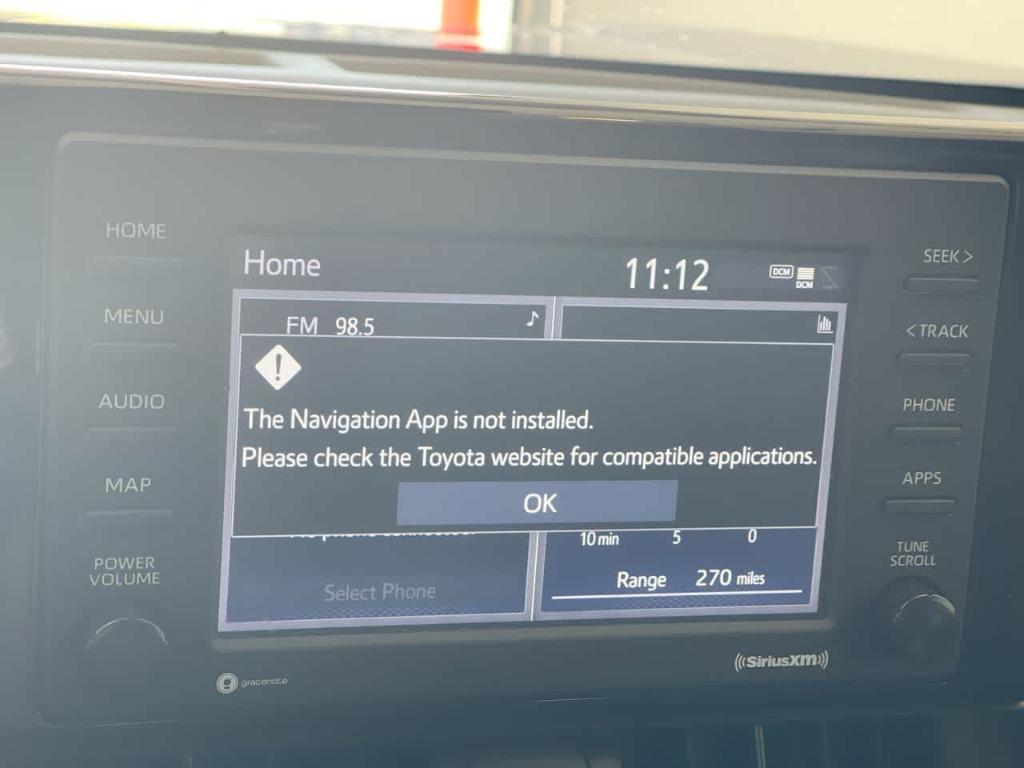 HOME
MENU
AUDIO
MAP
POWER
VOLUME
Home
11:12
DCM
DCM
FM 98.5
The Navigation App is not installed.
Please check the Toyota website for compatible applications.
OK
10 min 5 0
Select Phone
Range 270 miles
SEEK >
< TRACK
PHONE
APPS
TUNE
SCROLL
gracenote
SiriusXM